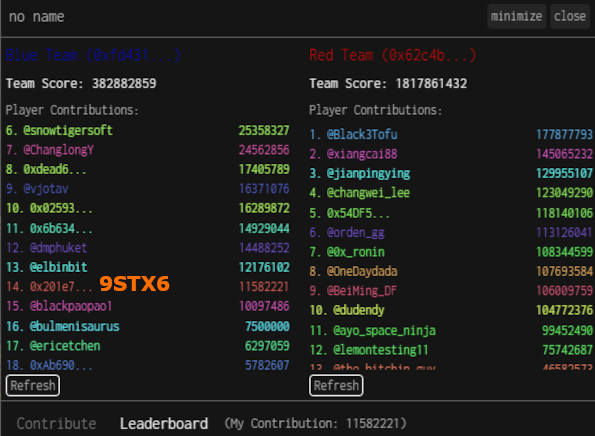 no name
minimize close
Blue Team (0xfd431...)
Team Score: 382882859
Player Contributions:
6. @snowtigersoft 25358327
7. @ChanglongY 24562856
8. 0xdead6... 17405789
9. @vjotav 16371076
10. 0x02593... 16289872
11. 0x6b634... 14929044
12. @dmphuket 14488252
13. @elbinbit 12176102
14. 0x201e7... 9STX6 11582221
15. @blackpaopao1 10097486
16. @bulmenisaurus 7500000
17. @ericetchen 6297059
18. 0xAb690... 5782607
Refresh
Red Team (0x62c4b...)
Team Score: 1817861432
Player Contributions:
1. @Black3Tofu 177877793
2. @xiangcai88 145065232
3. @jianpingying 129955107
4. @changwei_lee 123049290
5. 0x54DF5... 118140106
6. @orden_gg 113126041
7. @0x_ronin 108344599
8. @OneDaydada 107693584
9. @BeiMing_DF 106009759
10. @dudendy 104772376
11. @ayo_space_ninja 99452490
12. @lemontesting11 75742687
13. @the_bitchin_guy 46582573
Refresh
Contribute Leaderboard (My Contribution: 11582221)